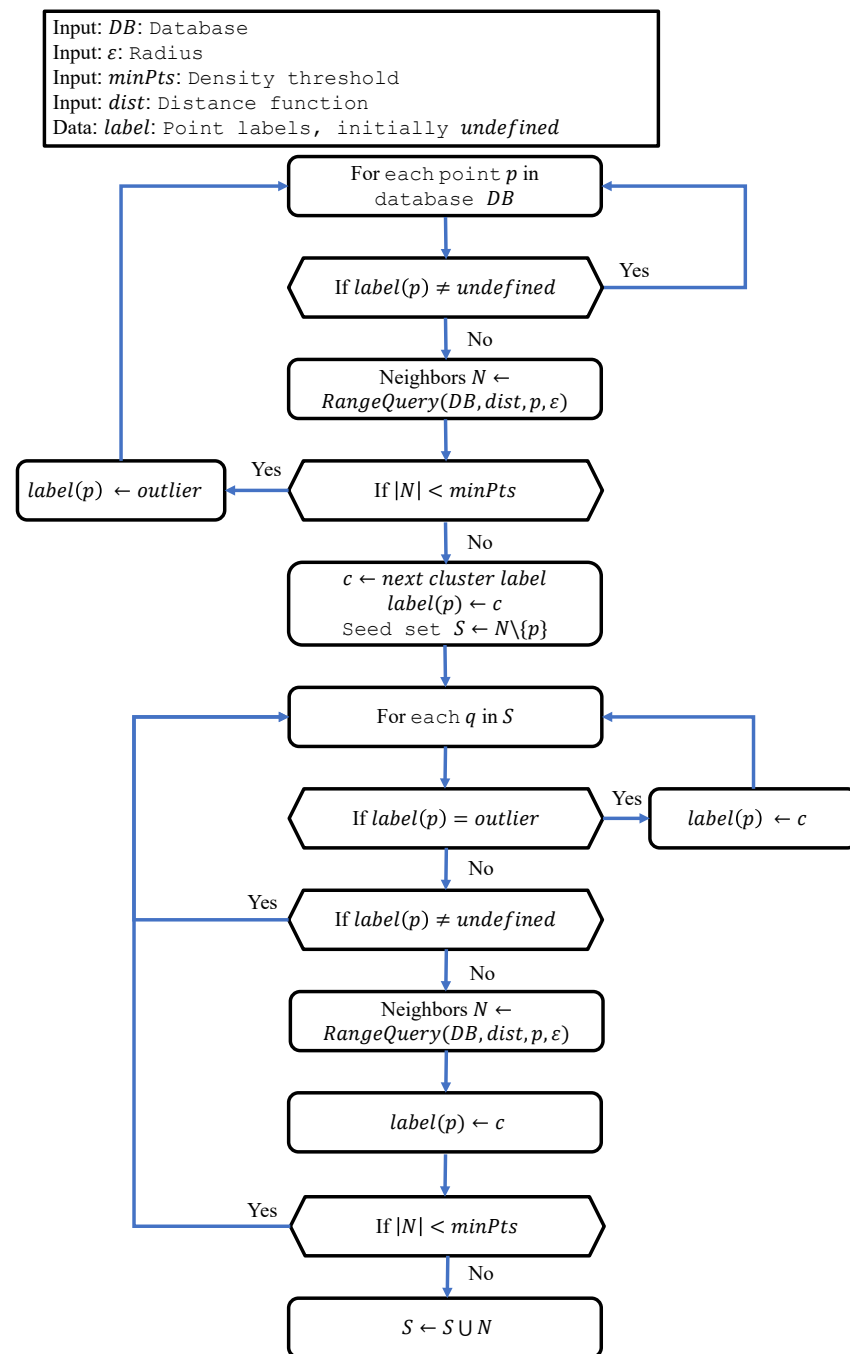 Input: DB: Database
Input: ε: Radius
Input: minPts: Density threshold
Input: dist: Distance function
Data: label: Point labels, initially undefined
For each point p in
database DB
If label(p) ≠ undefined
Yes
No
Neighbors N ←
RangeQuery(DB, dist, p, ε)
Yes
If |N| < minPts
label(p) ← outlier
No
c ← next cluster label
label(p) ← c
Seed set S ← N\{p}
For each q in S
If label(p) = outlier
Yes
label(p) ← c
No
Yes
If label(p) ≠ undefined
No
Neighbors N ←
RangeQuery(DB, dist, p, ε)
label(p) ← c
Yes
If |N| < minPts
No
S ← S ∪ N